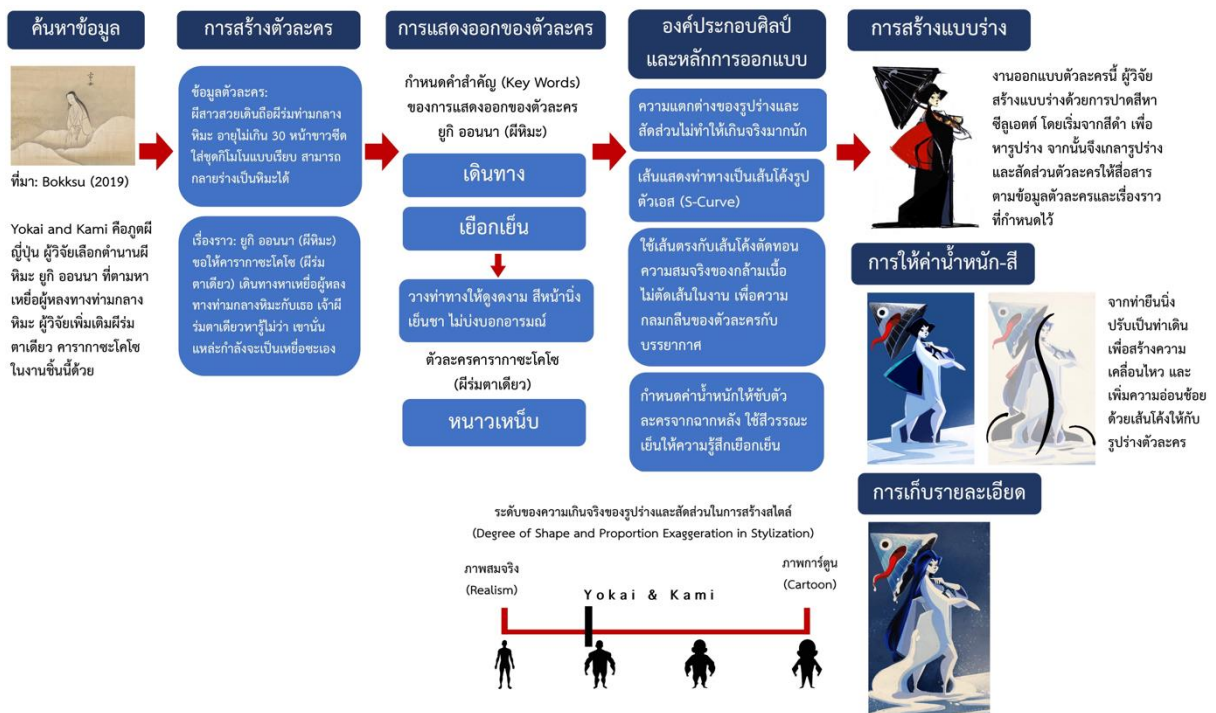 ค้นหาข้อมูล
ที่มา: Bokksu (2019)
Yokai and Kami คือภูตผี
ญี่ปุ่น ผู้วิจัยเลือกตำนานผี
หิมะ ยูกิ ออนนา ที่ตามหา
เหยื่อผู้หลงทางท่ามกลาง
หิมะ ผู้วิจัยเพิ่มเติมผีร่ม
ตาเดียว คารากาซะโคโซ
ในงานชิ้นนี้ด้วย
การสร้างตัวละคร
ข้อมูลตัวละคร:
ผีสาวสวยเดินถือผีร่มท่ามกลาง
หิมะ อายุไม่เกิน 30 หน้าขาวซีด
ใส่ชุดกิโมโนแบบเรียบ สามารถ
กลายร่างเป็นหิมะได้
เรื่องราว: ยูกิ ออนนา (ผีหิมะ)
ขอให้คารากาซะโคโซ (ผีร่ม
ตาเดียว) เดินทางหาเหยื่อผู้หลง
ทางท่ามกลางหิมะกับเธอ เจ้าผี
ร่มตาเดียวหารู้ไม่ว่า เขานั่น
แหล่ะกำลังจะเป็นเหยื่อซะเอง
การแสดงออกของตัวละคร
กำหนดคำสำคัญ (Key Words)
ของการแสดงออกของตัวละคร
ยูกิ ออนนา (ผีหิมะ)
เดินทาง
เยือกเย็น
วางท่าทางให้ดูงดงาม สีหน้านิ่ง
เย็นชา ไม่บ่งบอกอารมณ์
ตัวละครคารากาซะโคโซ
(ผีร่มตาเดียว)
หนาวเหน็บ
องค์ประกอบศิลป์
และหลักการออกแบบ
ความแตกต่างของรูปร่างและ
สัดส่วนไม่ทำให้เกินจริงมากนัก
เส้นแสดงท่าทางเป็นเส้นโค้งรูป
ตัวเอส (S-Curve)
ใช้เส้นตรงกับเส้นโค้งตัดทอน
ความสมจริงของกล้ามเนื้อ
ไม่ตัดเส้นในงาน เพื่อความ
กลมกลืนของตัวละครกับ
บรรยากาศ
กำหนดค่าน้ำหนักให้ขับตัว
ละครจากฉากหลัง ใช้สีวรรณะ
เย็นให้ความรู้สึกเยือกเย็น
การสร้างแบบร่าง
งานออกแบบตัวละครนี้ ผู้วิจัย
สร้างแบบร่างด้วยการปาดสีหา
ซีลูเอตต์ โดยเริ่มจากสีดำ เพื่อ
หารูปร่าง จากนั้นจึงเกลารูปร่าง
และสัดส่วนตัวละครให้สื่อสาร
ตามข้อมูลตัวละครและเรื่องราว
ที่กำหนดไว้
การให้ค่าน้ำหนัก-สี
จากท่ายืนนิ่ง
ปรับเป็นท่าเดิน
เพื่อสร้างความ
เคลื่อนไหว และ
เพิ่มความอ่อนช้อย
ด้วยเส้นโค้งให้กับ
รูปร่างตัวละคร
การเก็บรายละเอียด
ระดับของความเกินจริงของรูปร่างและสัดส่วนในการสร้างสไตล์
(Degree of Shape and Proportion Exaggeration in Stylization)
ภาพสมจริง
(Realism)
Yokai & Kami
ภาพการ์ตูน
(Cartoon)